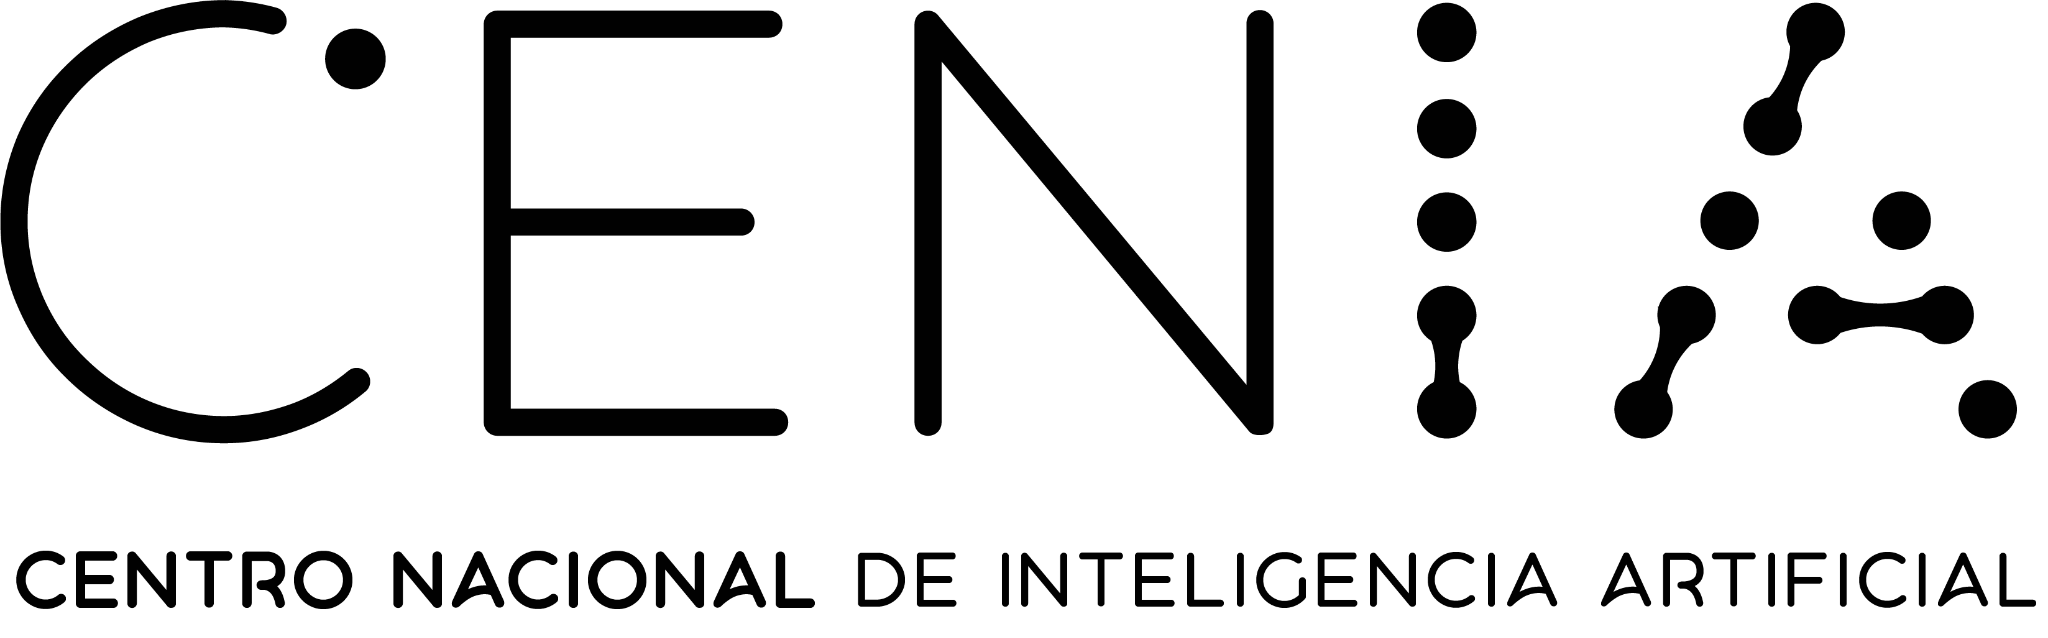 CENIA
CENTRO NACIONAL DE INTELIGENCIA ARTIFICIAL